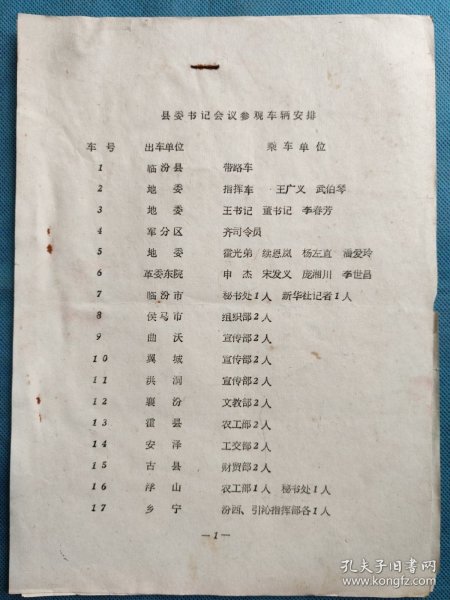 县委书记会议参观车辆安排
车号 出车单位 乘车单位
1 临汾县 带路车
2 地委 指挥车 王广义 武伯琴
3 地委 王书记 董书记 李春芳
4 军分区 齐司令员
5 地委 霍光弟 续恩岚 杨左直 潘爱玲
6 革委东院 申杰 宋发义 庞湘川 李世昌
7 临汾市 秘书处1人 新华社记者1人
8 侯马市 组织部2人
9 曲沃 宣传部2人
10 翼城 宣传部2人
11 洪洞 宣传部2人
12 襄汾 文教部2人
13 霍县 农工部2人
14 安泽 工交部2人
15 古县 财贸部2人
16 浮山 农工部1人 秘书处1人
17 乡宁 汾西、引沁指挥部各1人
—1—
孔夫子旧书网
www.kongfz.com